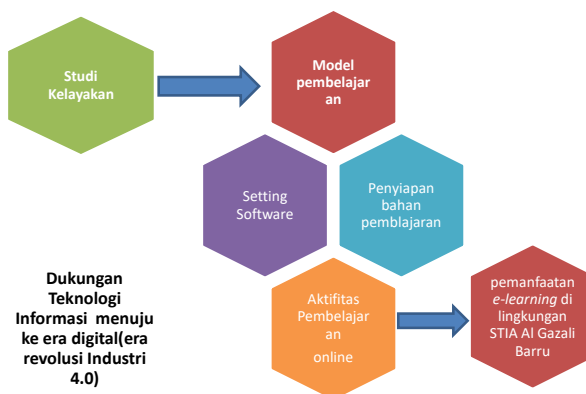 Studi
Kelayakan
Model
pembelajar
an
Setting
Software
Penyiapan
bahan
pemblajaran
Dukungan
Teknologi
Informasi menuju
ke era digital(era
revolusi Industri
4.0)
Aktifitas
Pembelajar
an
online
pemanfaatan
e-learning di
lingkungan
STIA Al Gazali
Barru